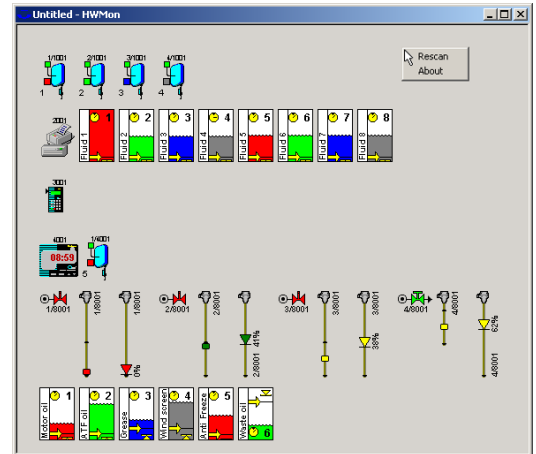 Untitled - HWMon
Rescan
About
1/1001 2/1001 3/1001 4/1001
1 2 3 4
2001
1 2 3 4 5 6 7 8
Fluid 1 Fluid 2 Fluid 3 Fluid 4 Fluid 5 Fluid 6 Fluid 7 Fluid 8
3001
4001 1/4001
08:59 5
1/8001 1/8001 1/8001 0% 2/8001 2/8001 2/8001 41% 3/8001 3/8001 3/8001 38% 4/8001 4/8001 4/8001 62%
1 2 3 4 5 6
Motor oil ATF oil Grease Wind screen Anti Freeze Waste oil